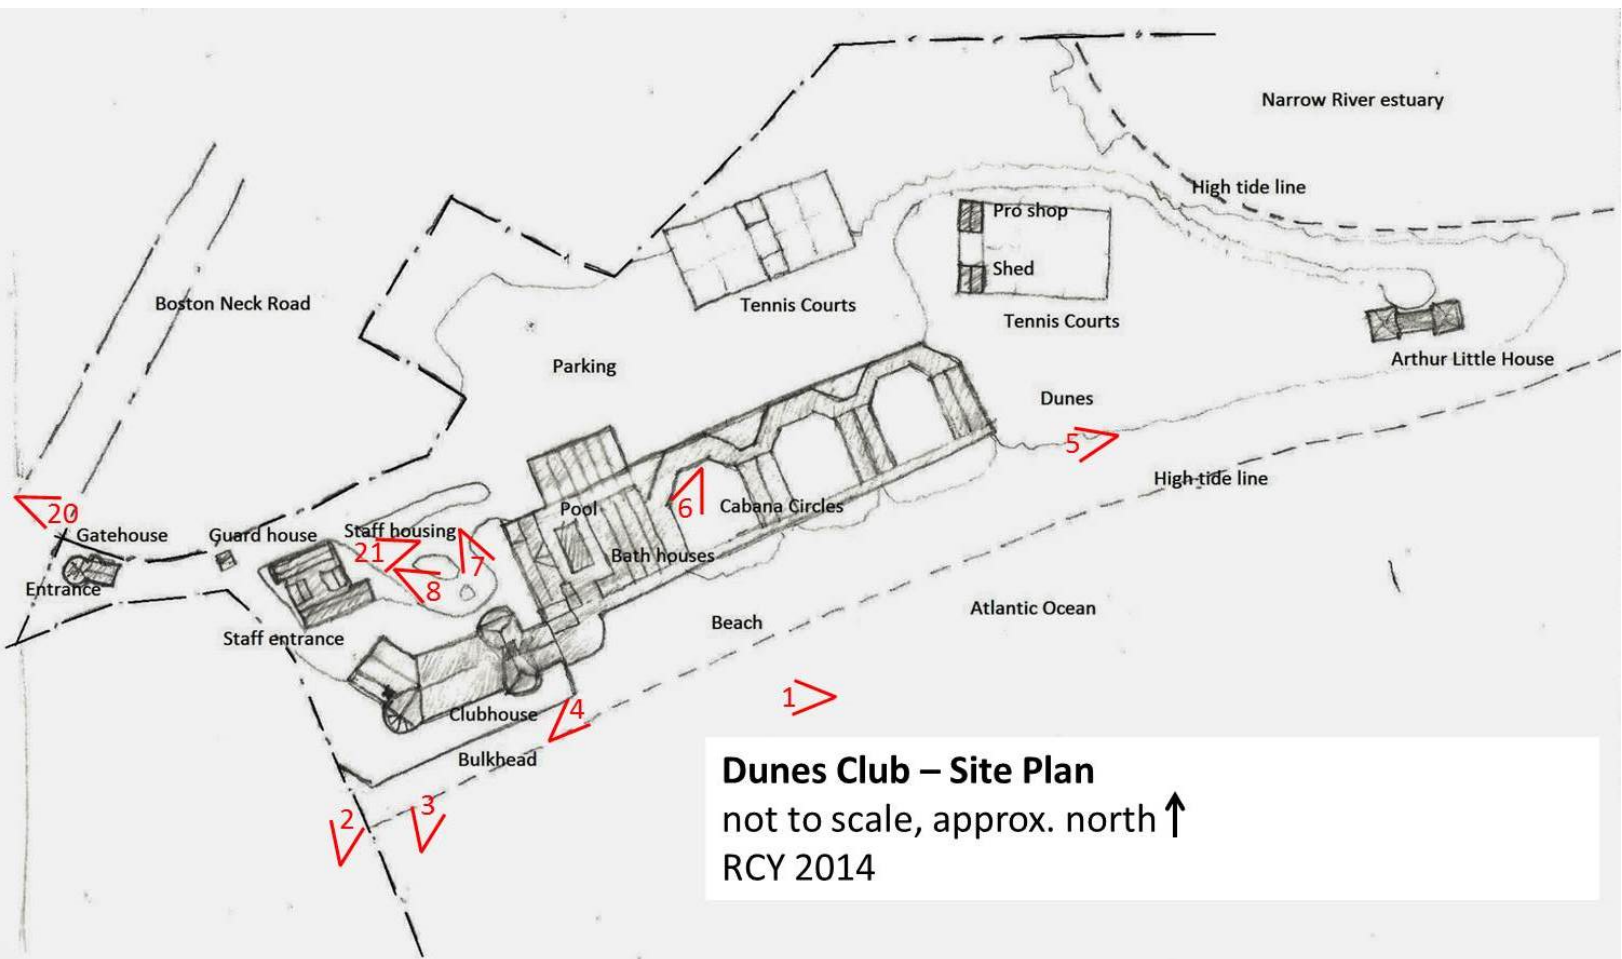 Narrow River estuary
High tide line
Pro shop
Shed
Boston Neck Road
Tennis Courts
Tennis Courts
Arthur Little House
Parking
Dunes
5
High tide line
20
Gatehouse
Guard house
Staff housing
Pool
6
Cabana Circles
21
7
Bath houses
8
Entrance
Atlantic Ocean
Beach
Staff entrance
1
Clubhouse
4
Bulkhead
2
3
Dunes Club – Site Plan
not to scale, approx. north ↑
RCY 2014